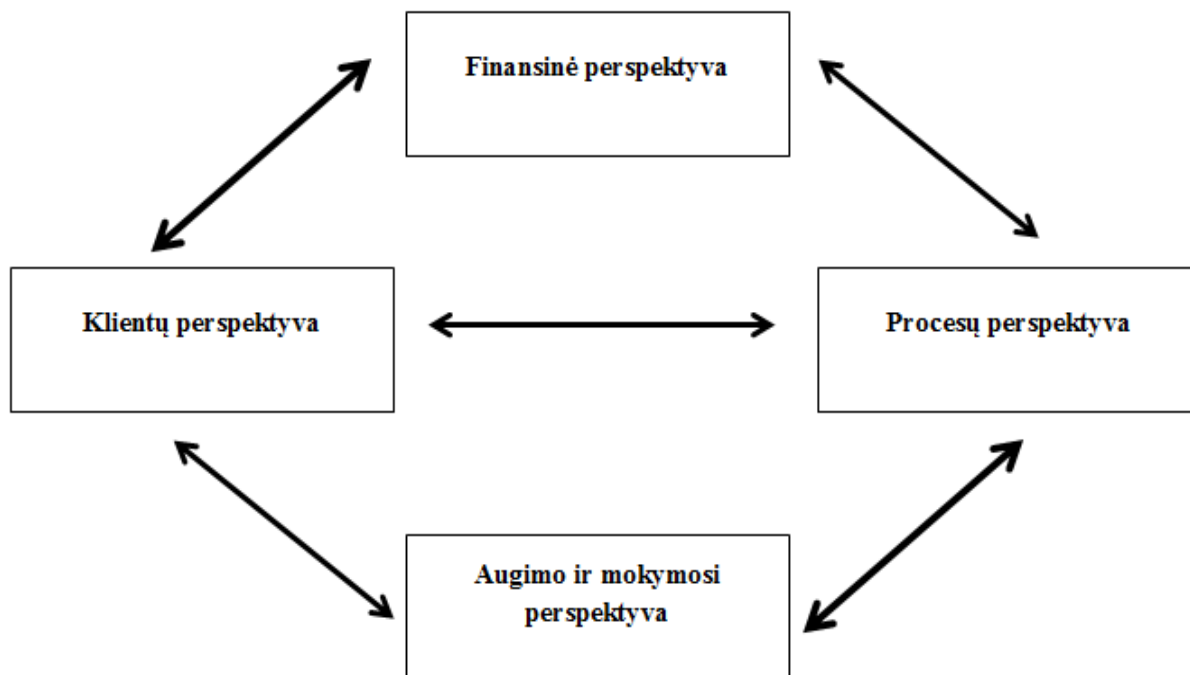 Finansinė perspektyva
Klientų perspektyva
Procesų perspektyva
Augimo ir mokymosi
perspektyva